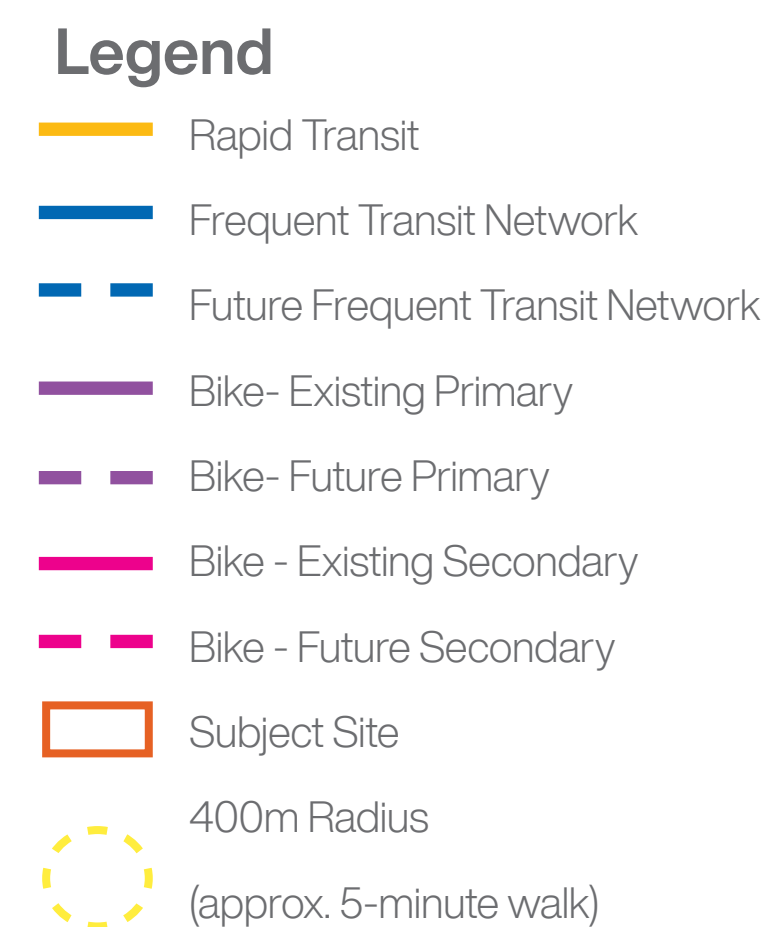 Legend
Rapid Transit
Frequent Transit Network
Future Frequent Transit Network
Bike- Existing Primary
Bike- Future Primary
Bike - Existing Secondary
Bike - Future Secondary
Subject Site
400m Radius
(approx. 5-minute walk)